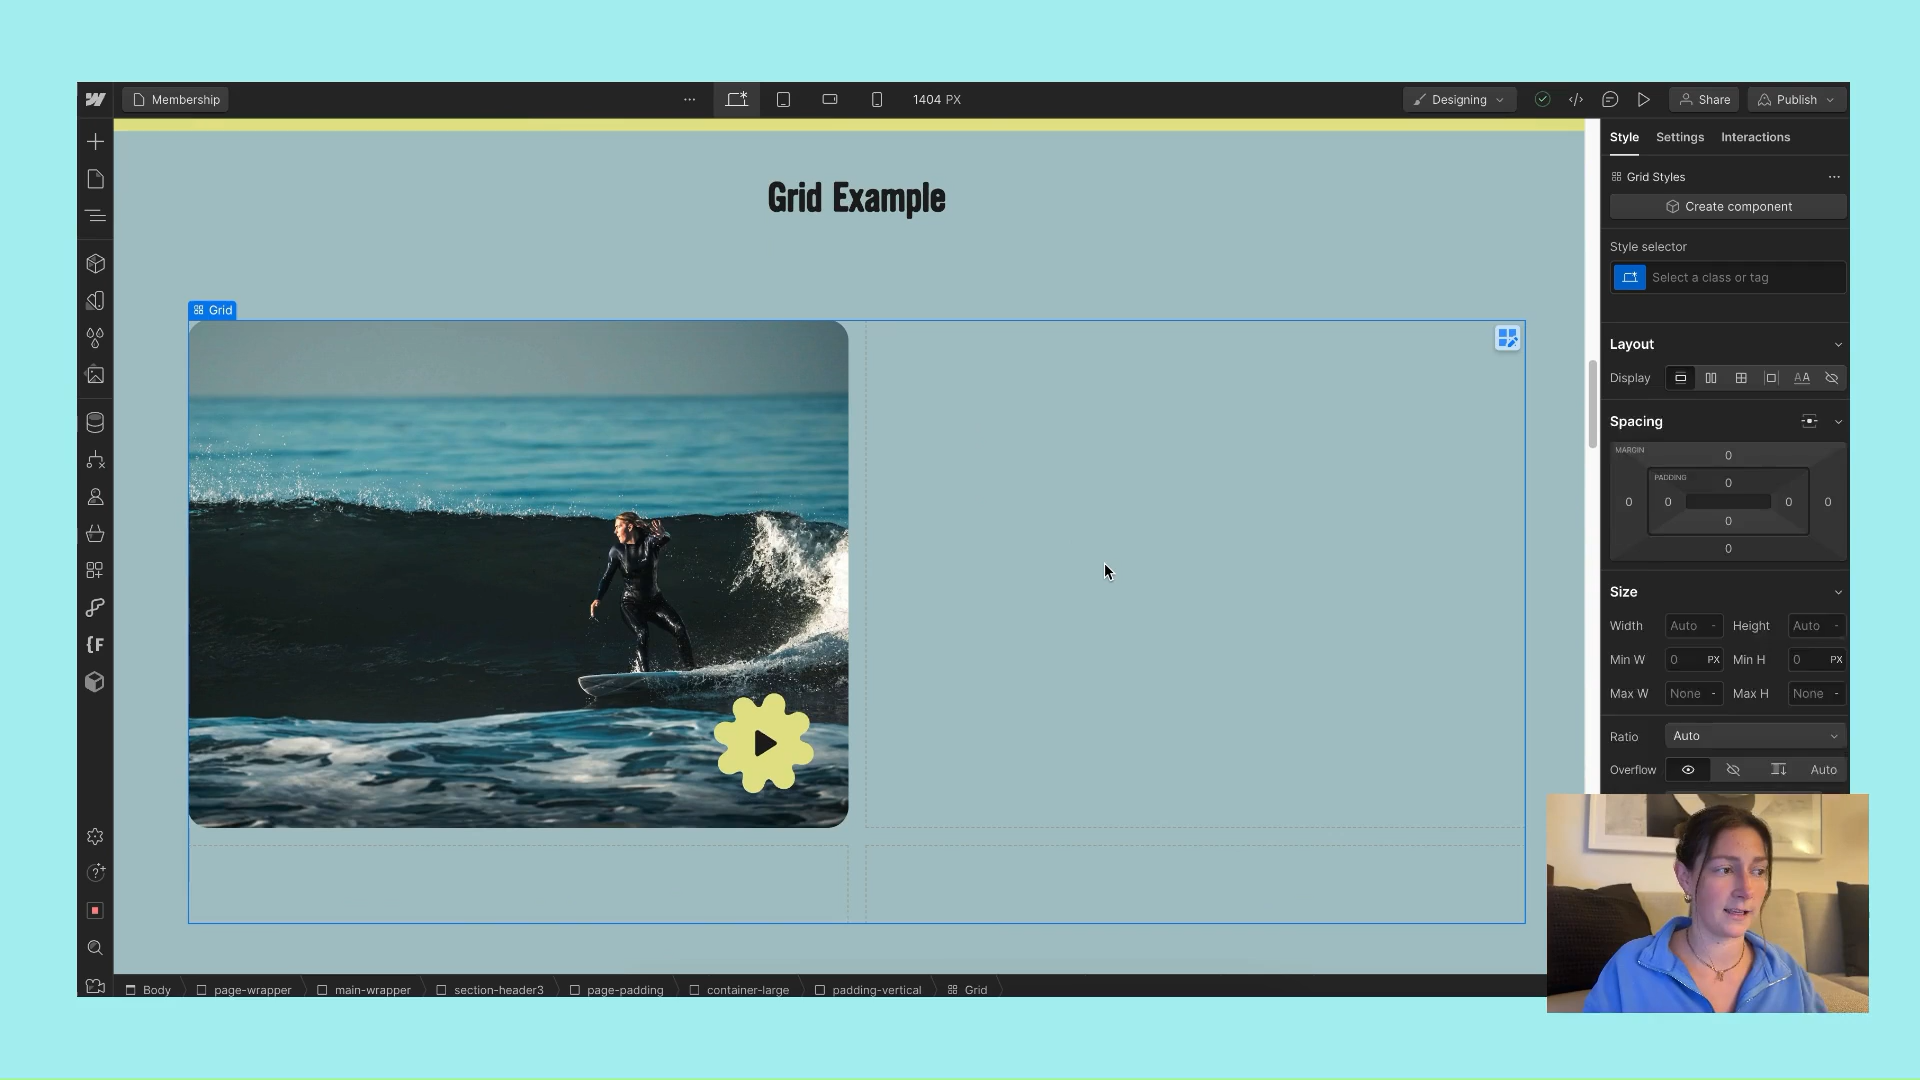 Membership
...
1404 PX
Designing
Share
Publish
Style Settings Interactions
Grid Styles
Create component
Style selector
Select a class or tag
Grid Example
Grid
Layout
Display
AA
Spacing
MARGIN
0
PADDING
0
0 0 0 0
0
0
Size
Width Auto - Height Auto -
Min W 0 PX Min H 0 PX
Max W None - Max H None -
Ratio Auto
Overflow Auto
{F
Body page-wrapper main-wrapper section-header3 page-padding container-large padding-vertical Grid